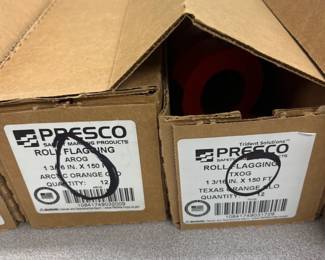 PRESCO
SAFETY MARKING PRODUCTS
ROLL FLAGGING
AROG
1 3/16 IN. X 150 FT
ARCTIC ORANGE GLO
QUANTITY: 12
PRESCO
Trident Solutions
ROLL FLAGGING
TXOG
1 3/16 IN. X 150 FT.
TEXAS ORANGE GLO
QUANTITY: 12